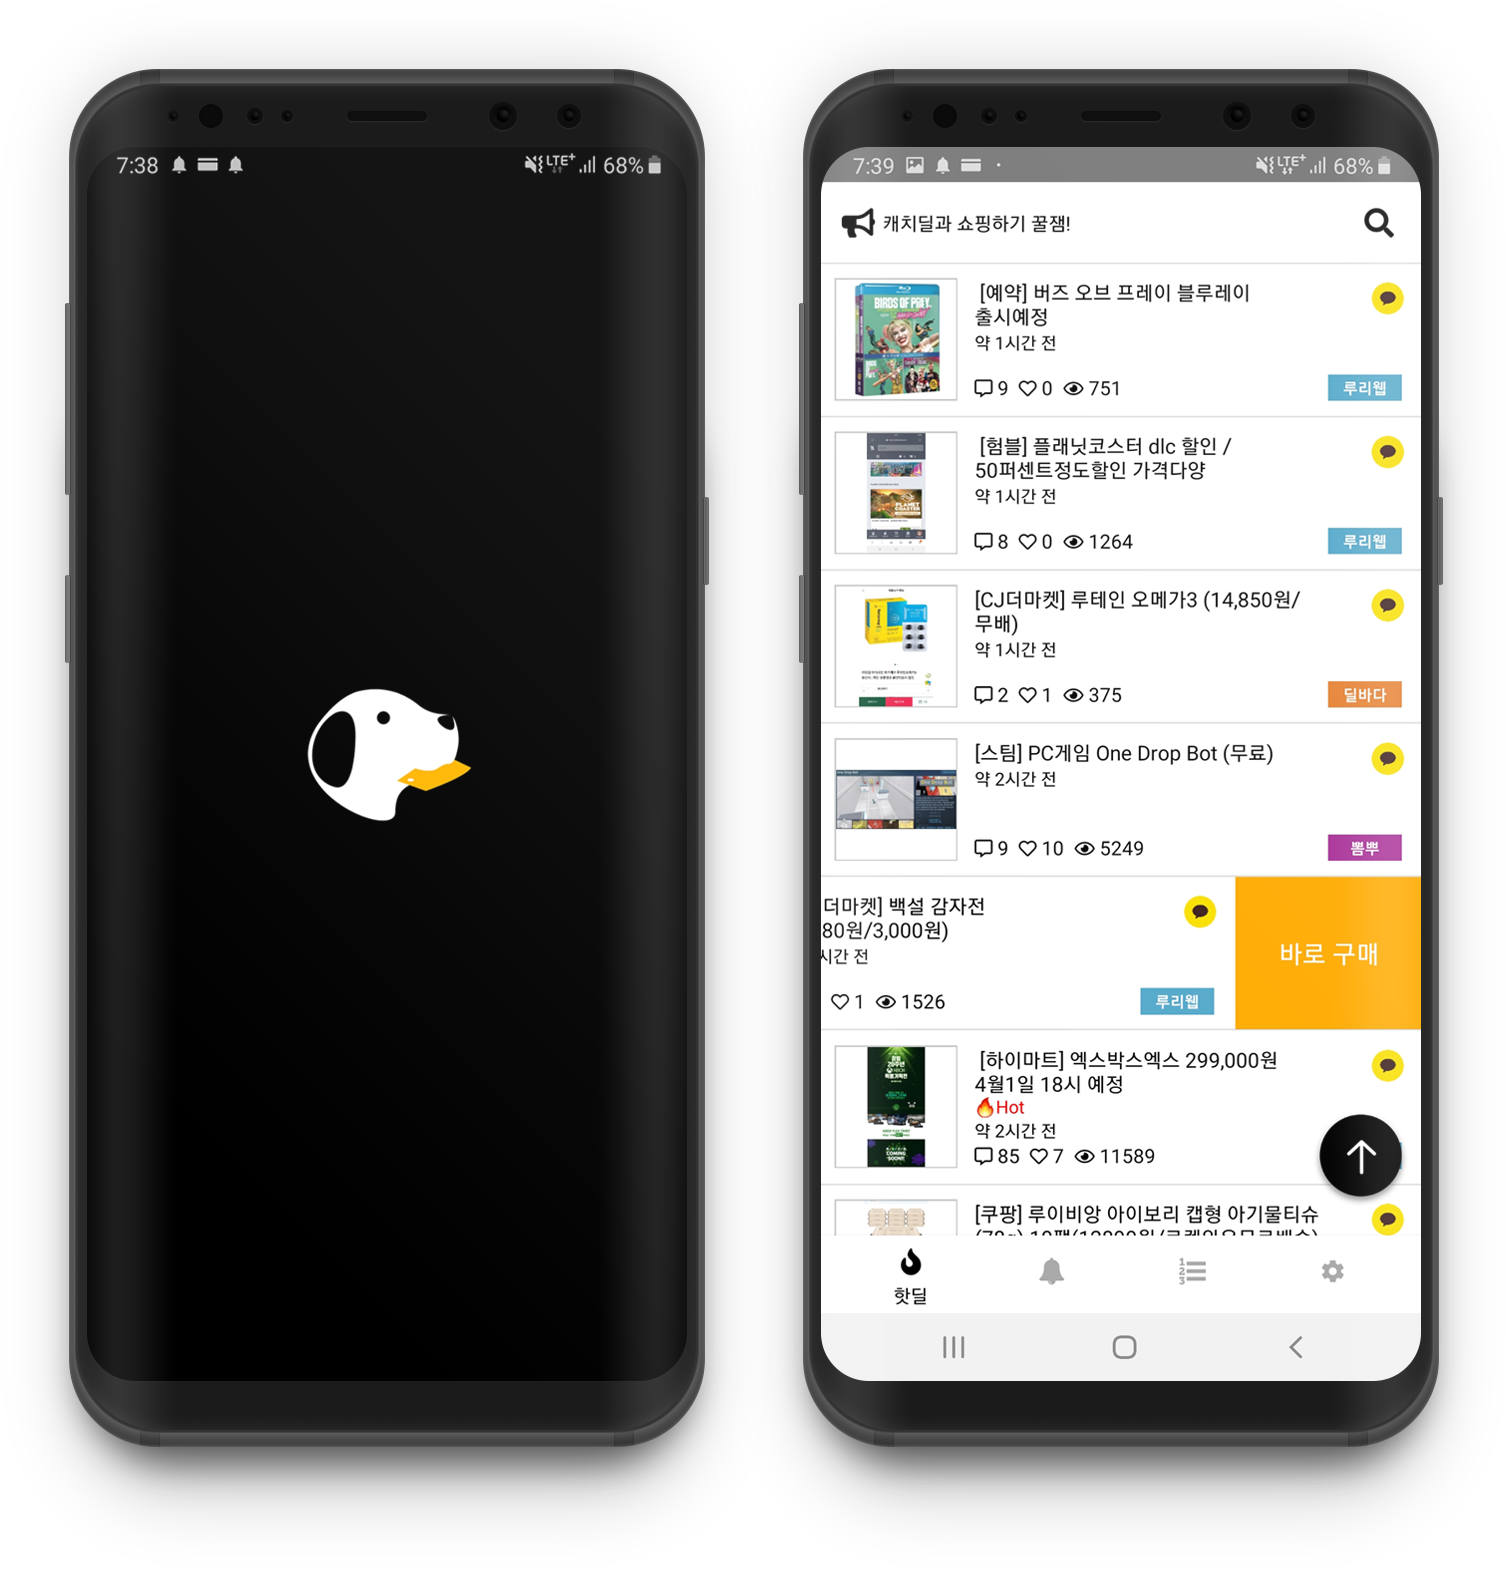 7:38
LTE+
68%
7:39
LTE+
68%
캐치딜과 쇼핑하기 꿀잼!
BIRDS OF PREY
[예약] 버즈 오브 프레이 블루레이
출시예정
약 1시간 전
9 0 751
루리웹
PLANET
COASTER
[험블] 플래닛코스터 dlc 할인 /
50퍼센트정도할인 가격다양
약 1시간 전
8 0 1264
루리웹
[CJ더마켓] 루테인 오메가3 (14,850원/
무배)
약 1시간 전
2 1 375
딜바다
One Drop Bot
[스팀] PC게임 One Drop Bot (무료)
약 2시간 전
9 10 5249
뽐뿌
더마켓] 백설 감자전
80원/3,000원)
시간 전
1 1526
루리웹
바로 구매
XBOX
COMING
SOON!
[하이마트] 엑스박스엑스 299,000원
4월1일 18시 예정
Hot
약 2시간 전
85 7 11589
[쿠팡] 루이비앙 아이보리 캡형 아기물티슈
핫딜